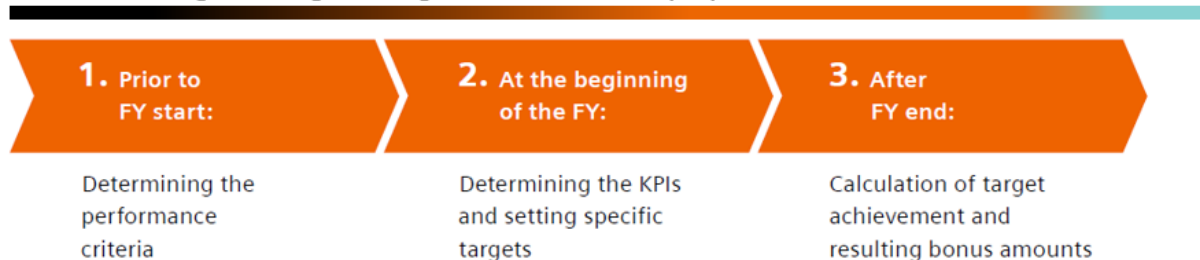 1. Prior to
FY start:
2. At the beginning
of the FY:
3. After
FY end:
Determining the
performance
criteria
Determining the KPIs
and setting specific
targets
Calculation of target
achievement and
resulting bonus amounts